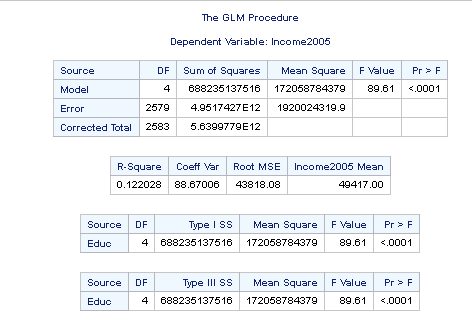 The GLM Procedure
Dependent Variable: Income2005
Source DF Sum of Squares Mean Square F Value Pr > F
Model 4 688235137516 172058784379 89.61 <.0001
Error 2579 4.9517427E12 1920024319.9
Corrected Total 2583 5.6399779E12
R-Square Coeff Var Root MSE Income2005 Mean
0.122028 88.67006 43818.08 49417.00
Source DF Type I SS Mean Square F Value Pr > F
Educ 4 688235137516 172058784379 89.61 <.0001
Source DF Type III SS Mean Square F Value Pr > F
Educ 4 688235137516 172058784379 89.61 <.0001